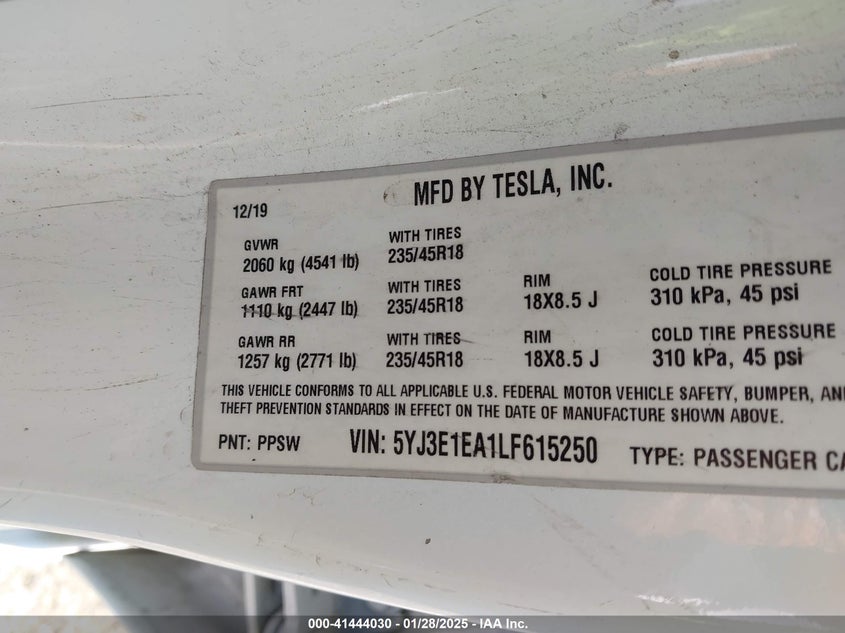 MFD BY TESLA, INC.
12/19
GVWR WITH TIRES
2060 kg (4541 lb) 235/45R18
GAWR FRT WITH TIRES RIM COLD TIRE PRESSURE
1110 kg (2447 lb) 235/45R18 18X8.5 J 310 kPa, 45 psi
GAWR RR WITH TIRES RIM COLD TIRE PRESSURE
1257 kg (2771 lb) 235/45R18 18X8.5 J 310 kPa, 45 psi
THIS VEHICLE CONFORMS TO ALL APPLICABLE U.S. FEDERAL MOTOR VEHICLE SAFETY, BUMPER, AN
THEFT PREVENTION STANDARDS IN EFFECT ON THE DATE OF MANUFACTURE SHOWN ABOVE.
PNT: PPSW VIN: 5YJ3E1EA1LF615250 TYPE: PASSENGER CA
000-41444030 - 01/28/2025 - IAA Inc.